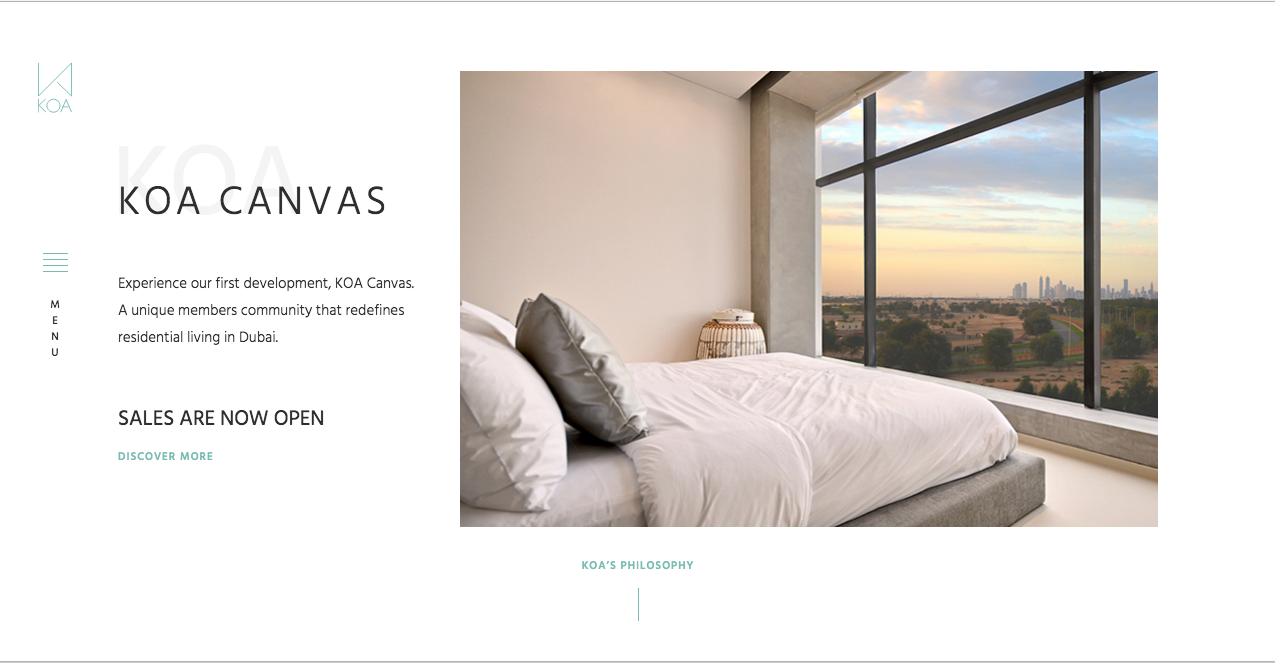 KOA
KOA
KOA CANVAS
Experience our first development, KOA Canvas.
A unique members community that redefines
residential living in Dubai.
M
E
N
U
SALES ARE NOW OPEN
DISCOVER MORE
KOA'S PHILOSOPHY